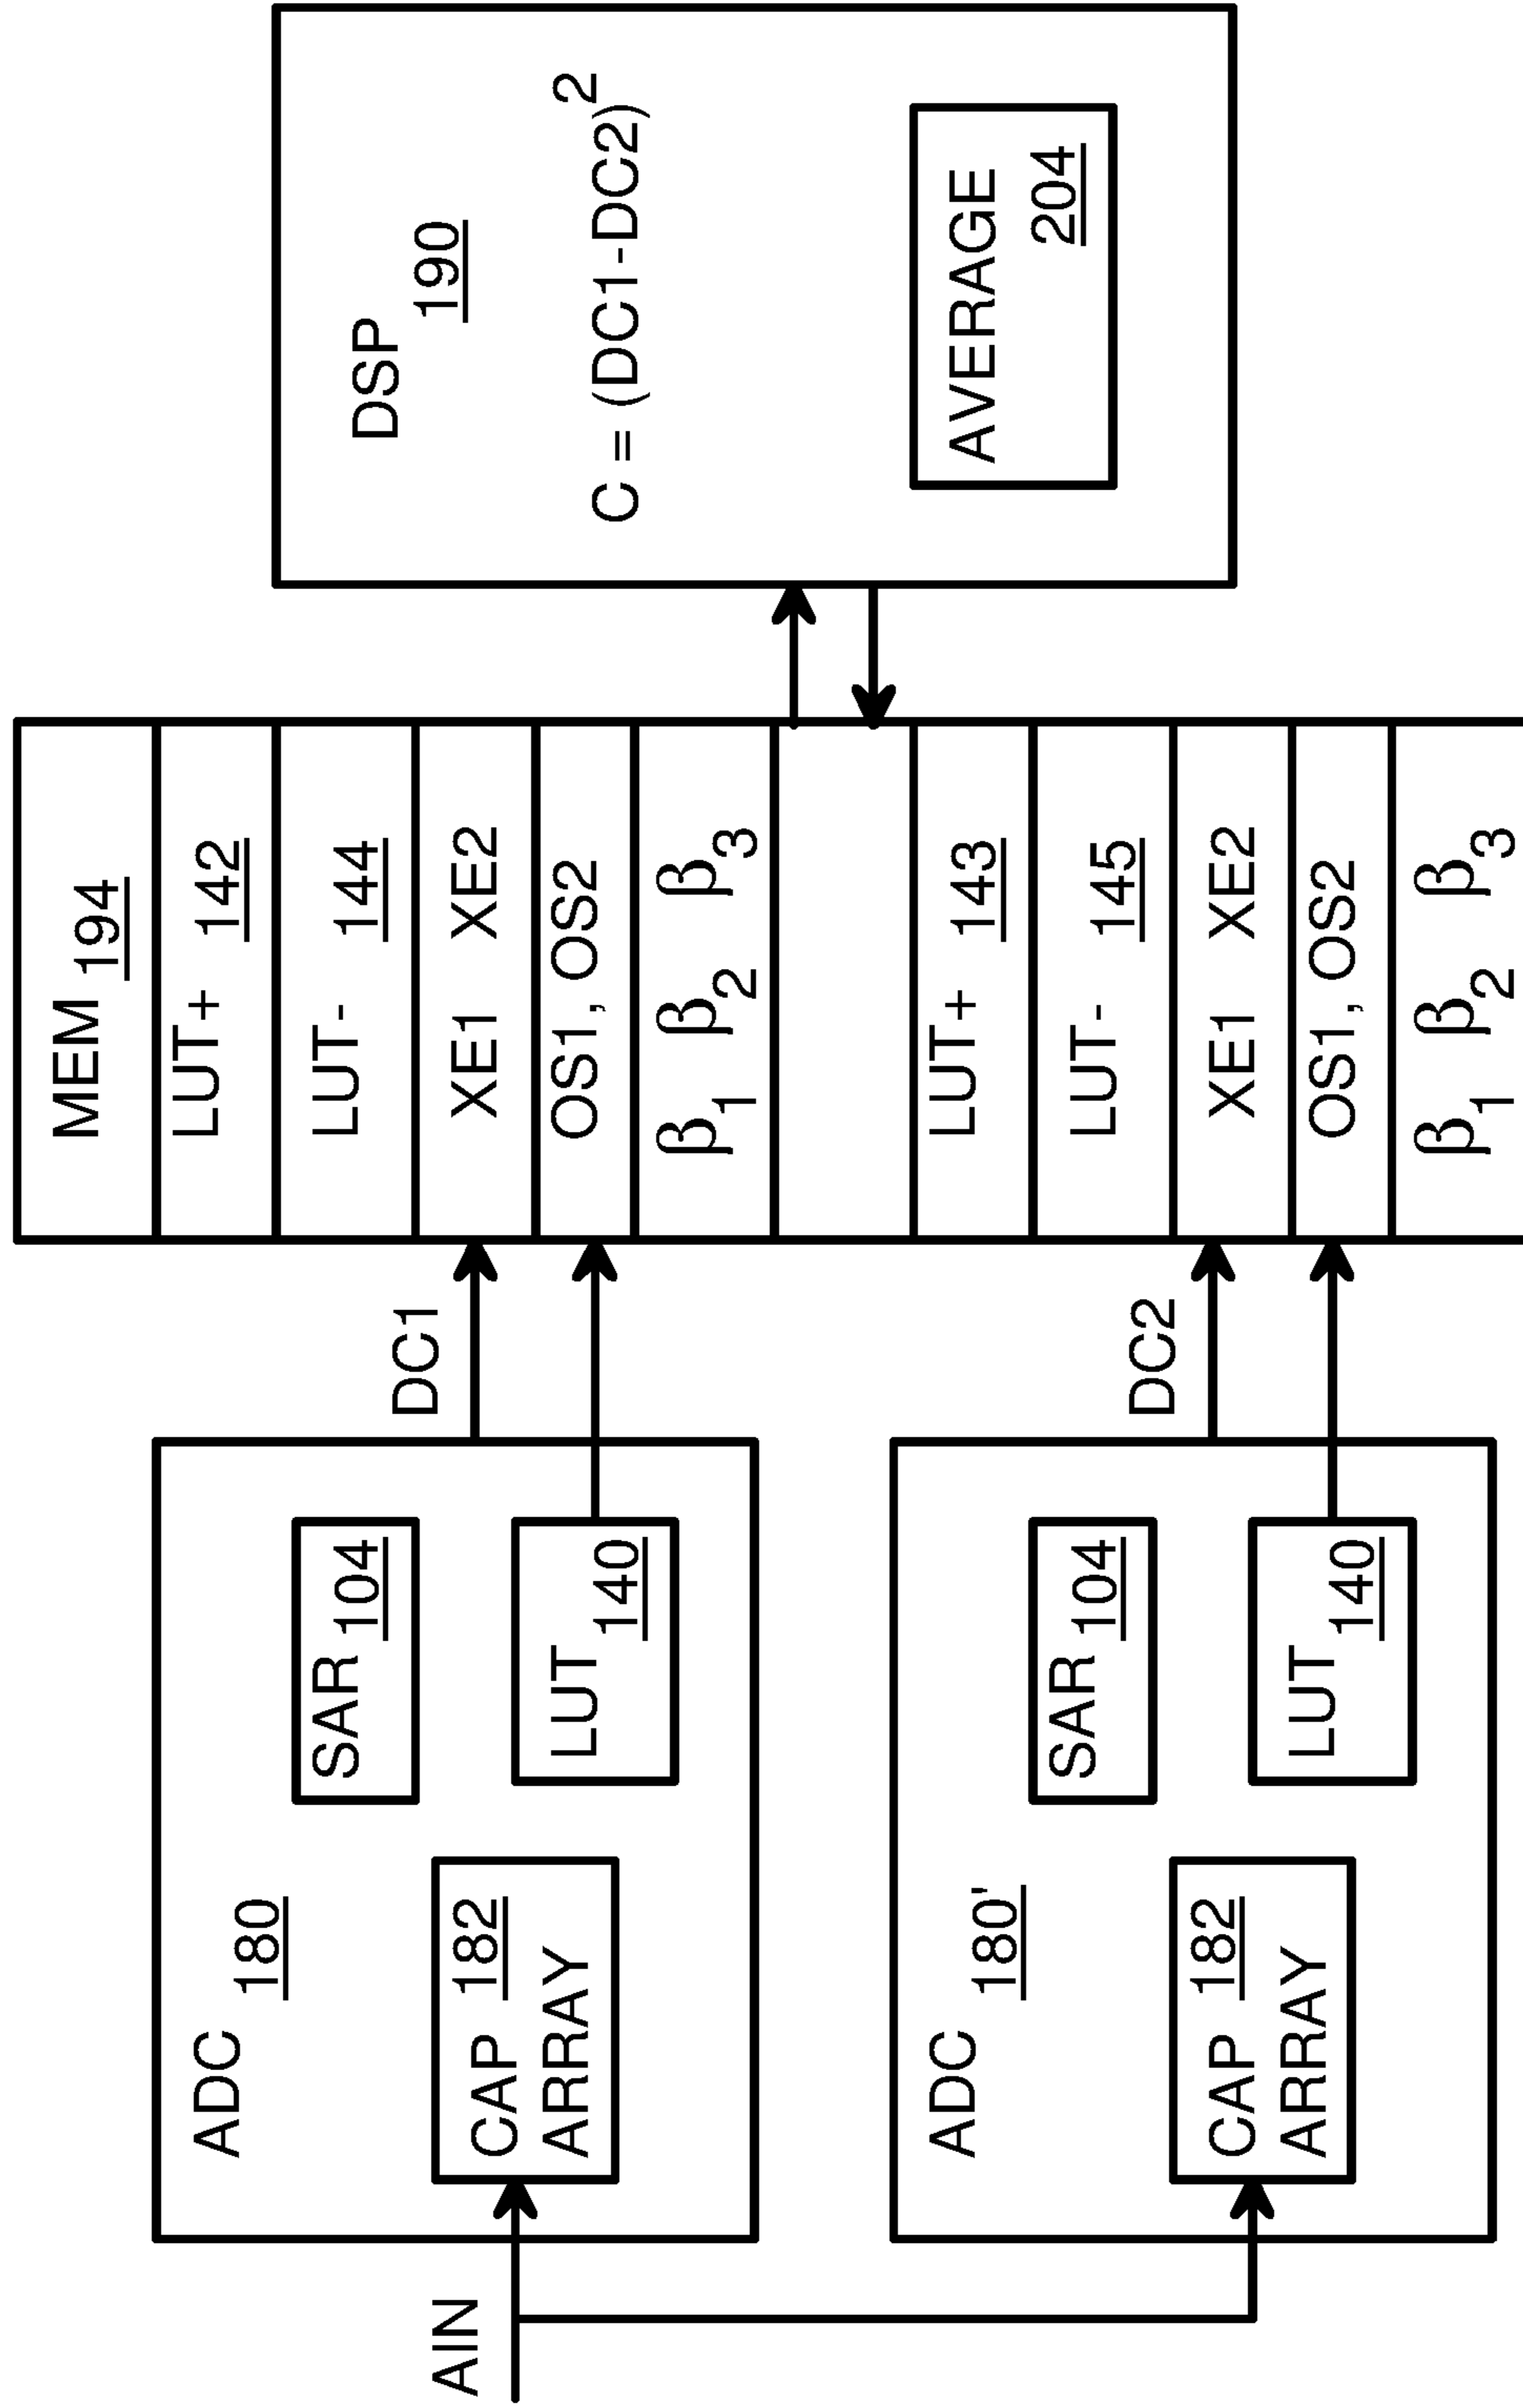 AIN
ADC
180
CAP
ARRAY
182
SAR
104
LUT
140
DC1
ADC
180'
CAP
ARRAY
182
SAR
104
LUT
140
DC2
MEM
194
LUT+
142
LUT-
144
XE1 XE2
OS1, OS2
β1 β2 β3
LUT+
143
LUT-
145
XE1 XE2
OS1, OS2
β1 β2 β3
DSP
190
C = (DC1-DC2)2
AVERAGE
204